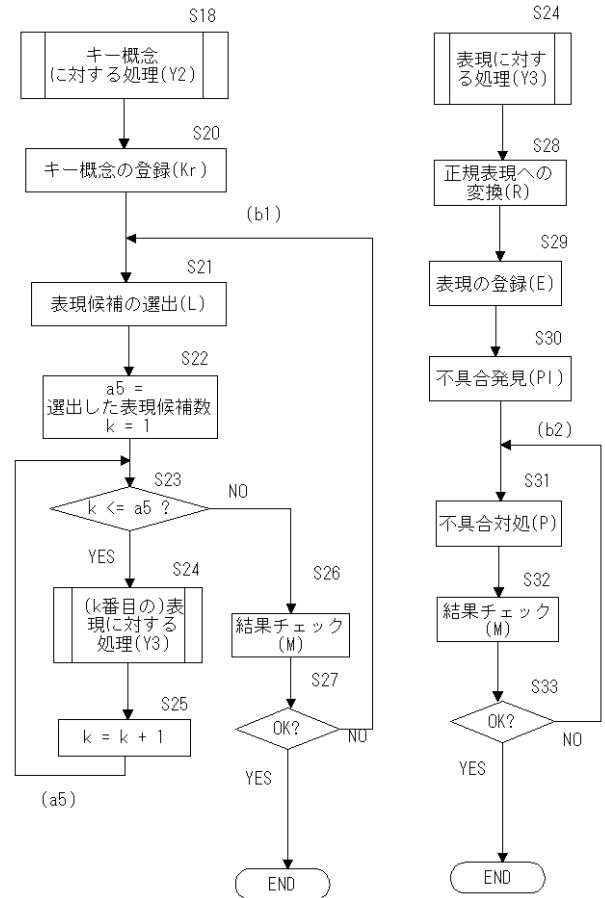 S18
キー概念
に対する処理(Y2)
S20
キー概念の登録(Kr)
(b1)
S21
表現候補の選出(L)
S22
a5 =
選出した表現候補数
k = 1
S23
k <= a5 ?
NO
YES
S24
(k番目の)表
現に対する
処理(Y3)
S25
k = k + 1
(a5)
S26
結果チェック
(M)
S27
OK?
NO
YES
END
S24
表現に対す
る処理(Y3)
S28
正規表現への
変換(R)
S29
表現の登録(E)
S30
不具合発見(PI)
(b2)
S31
不具合対処(P)
S32
結果チェック
(M)
S33
OK?
NO
YES
END